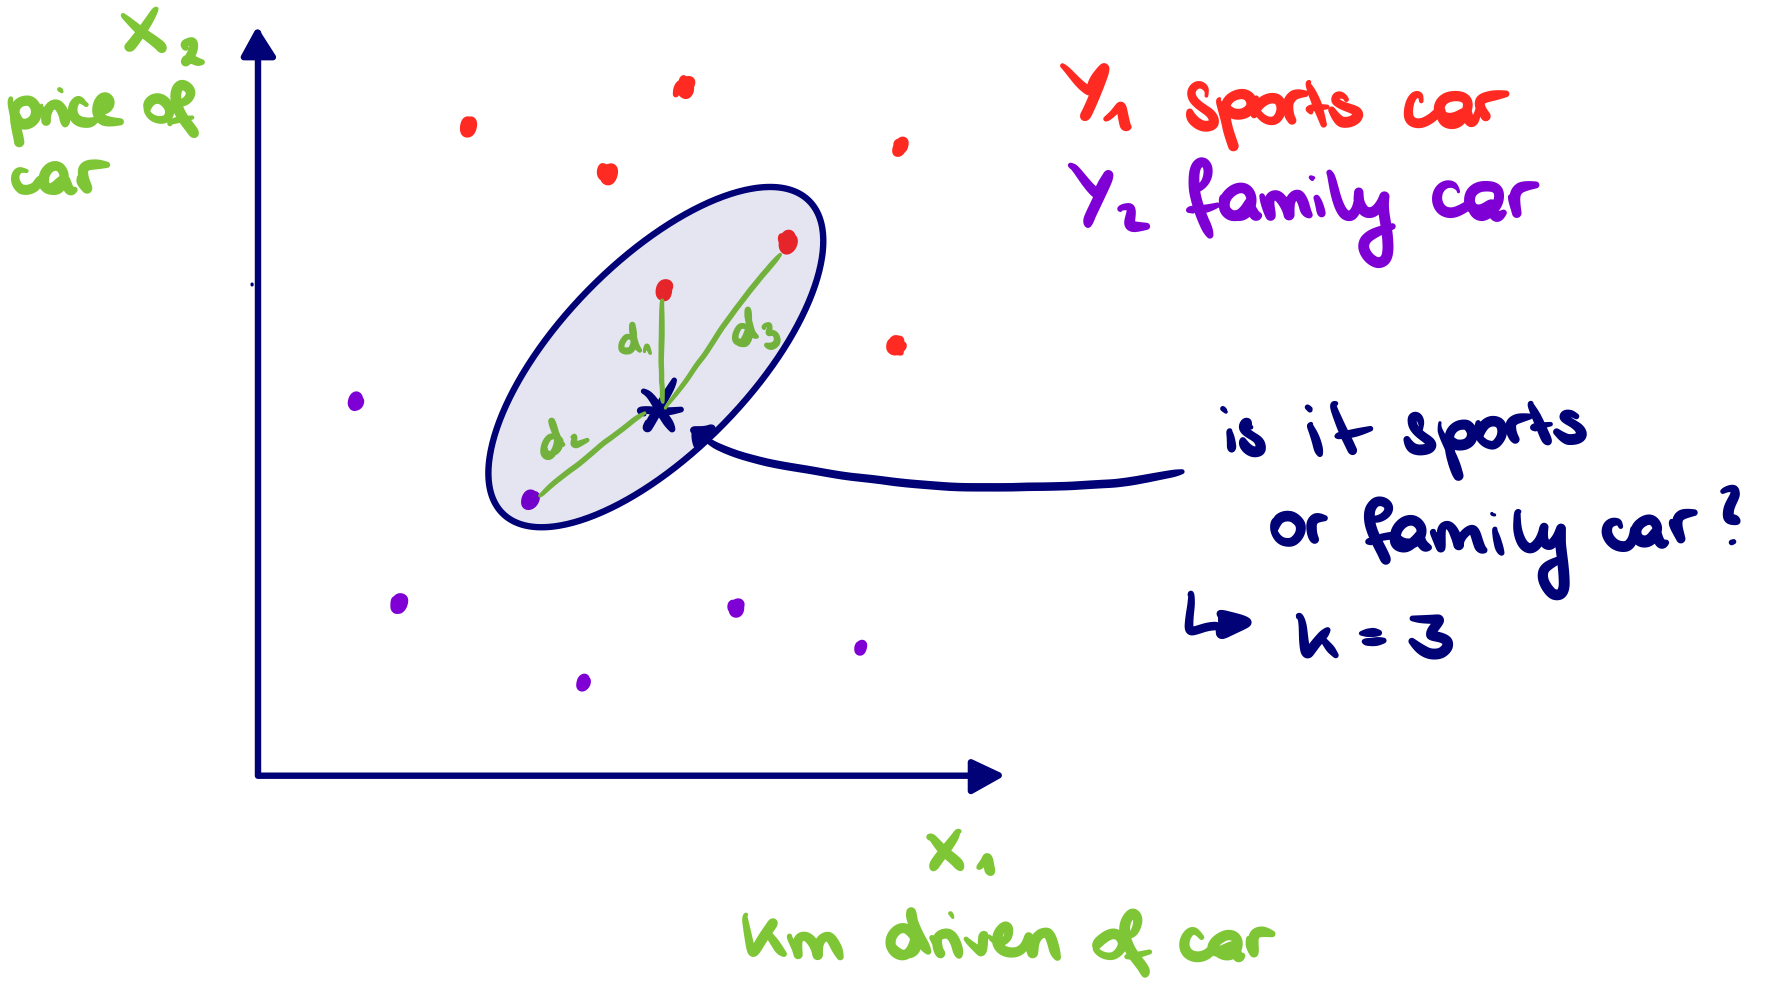 X2
price of
car
Y1 sports car
Y2 family car
d1
d3
d2
is it sports
or family car?
↳ k = 3
X1
km driven of car